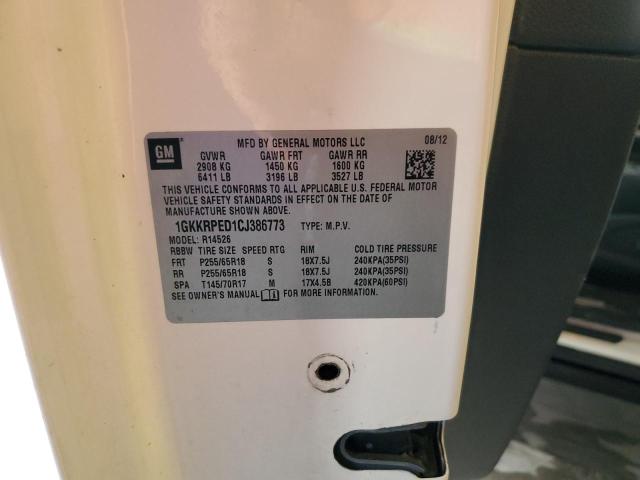 GM
MFD BY GENERAL MOTORS LLC 08/12
GVWR GAWR FRT GAWR RR
2908 KG 1450 KG 1600 KG
6411 LB 3196 LB 3527 LB
THIS VEHICLE CONFORMS TO ALL APPLICABLE U.S. FEDERAL MOTOR
VEHICLE SAFETY STANDARDS IN EFFECT ON THE DATE OF
MANUFACTURE SHOWN ABOVE.
1GKKRPED1CJ386773 TYPE: M.P.V.
MODEL: R14526
RBBW TIRE SIZE SPEED RTG RIM COLD TIRE PRESSURE
FRT P255/65R18 S 18X7.5J 240KPA(35PSI)
RR P255/65R18 S 18X7.5J 240KPA(35PSI)
SPA T145/70R17 M 17X4.5B 420KPA(60PSI)
SEE OWNER'S MANUAL FOR MORE INFORMATION.